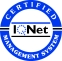 CERTIFIED
IQNet
MANAGEMENT SYSTEM